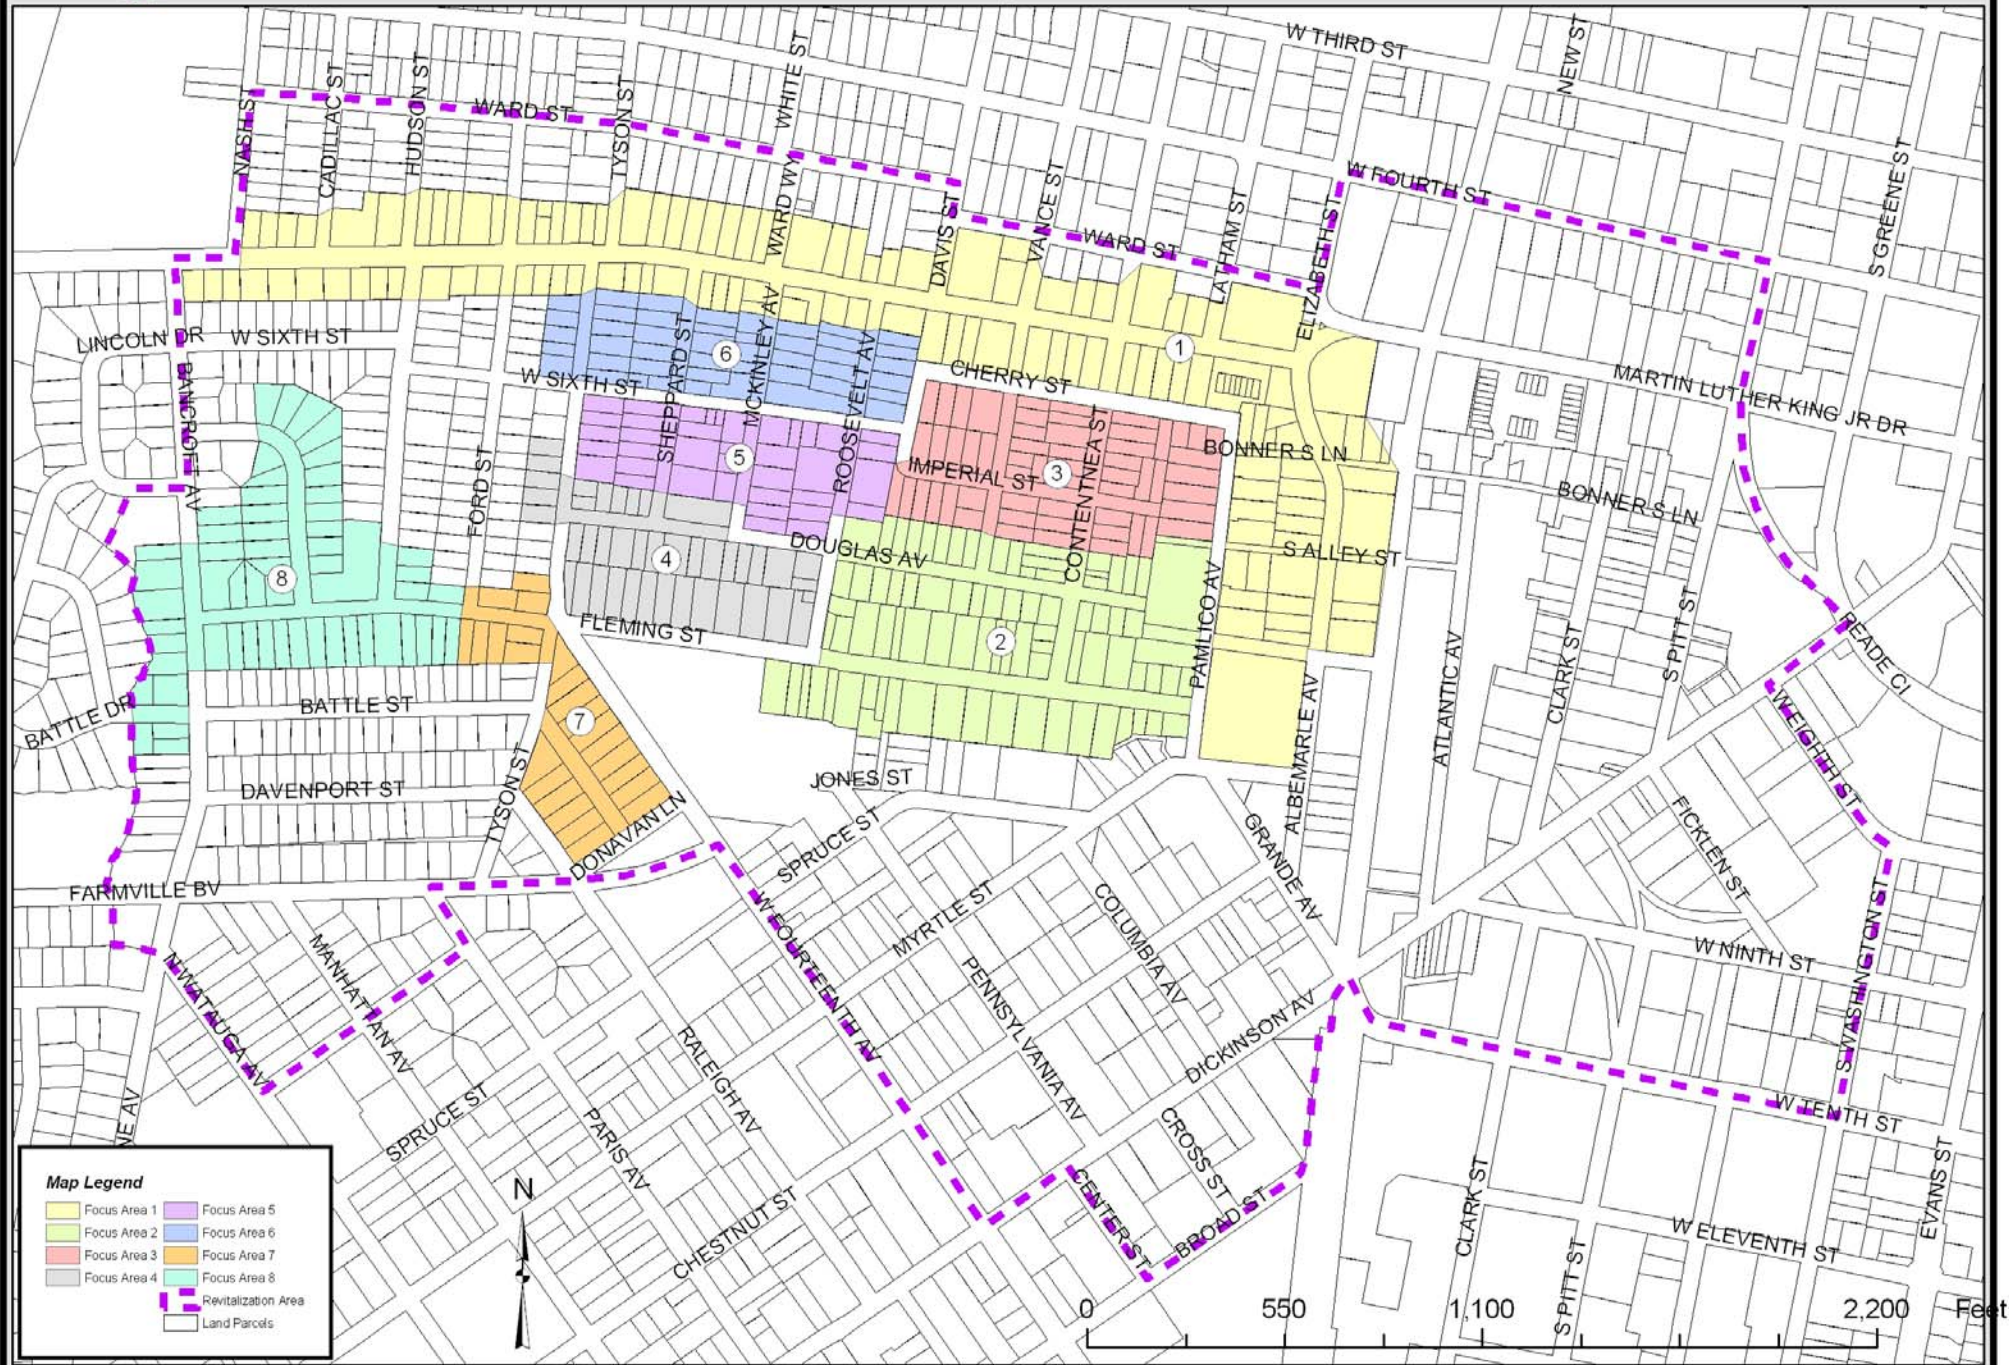 W THIRD ST
NEW ST
WHITE ST
CADILLAC ST
HUDSON ST
TYSON ST
NASH ST
WARD ST
WARD WY
DAVIS ST
VANCE ST
WARD ST
LATHAM ST
ELIZABETH ST
W FOURTH ST
S GREENE ST
LINCOLN DR
W SIXTH ST
BANCROFT AV
W SIXTH ST
SHEPPARD ST
6
MCKINLEY AV
ROOSEVELT AV
CHERRY ST
1
MARTIN LUTHER KING JR DR
FORD ST
5
IMPERIAL ST
3
CONTENTNEA ST
BONNER S LN
BONNER S LN
8
4
DOUGLAS AV
S ALLEY ST
FLEMING ST
2
PAMLICO AV
ATLANTIC AV
CLARK ST
S PITT ST
READE CI
BATTLE DR
BATTLE ST
7
ALBEMARLE AV
W EIGHTH ST
DAVENPORT ST
TYSON ST
DONAVAN LN
JONES ST
SPRUCE ST
GRANDE AV
FICKLEN ST
FARMVILLE BV
W FOURTEENTH AV
MYRTLE ST
COLUMBIA AV
S WASHINGTON ST
N WATAUGA AV
MANHATTAN AV
PENNSYLVANIA AV
W NINTH ST
RALEIGH AV
DICKINSON AV
NE AV
SPRUCE ST
PARIS AV
CROSS ST
W TENTH ST
CHESTNUT ST
CENTER ST
BROAD ST
CLARK ST
S PITT ST
W ELEVENTH ST
EVANS ST
N
Map Legend
Focus Area 1
Focus Area 5
Focus Area 2
Focus Area 6
Focus Area 3
Focus Area 7
Focus Area 4
Focus Area 8
Revitalization Area
Land Parcels
0 550 1,100 2,200 Feet